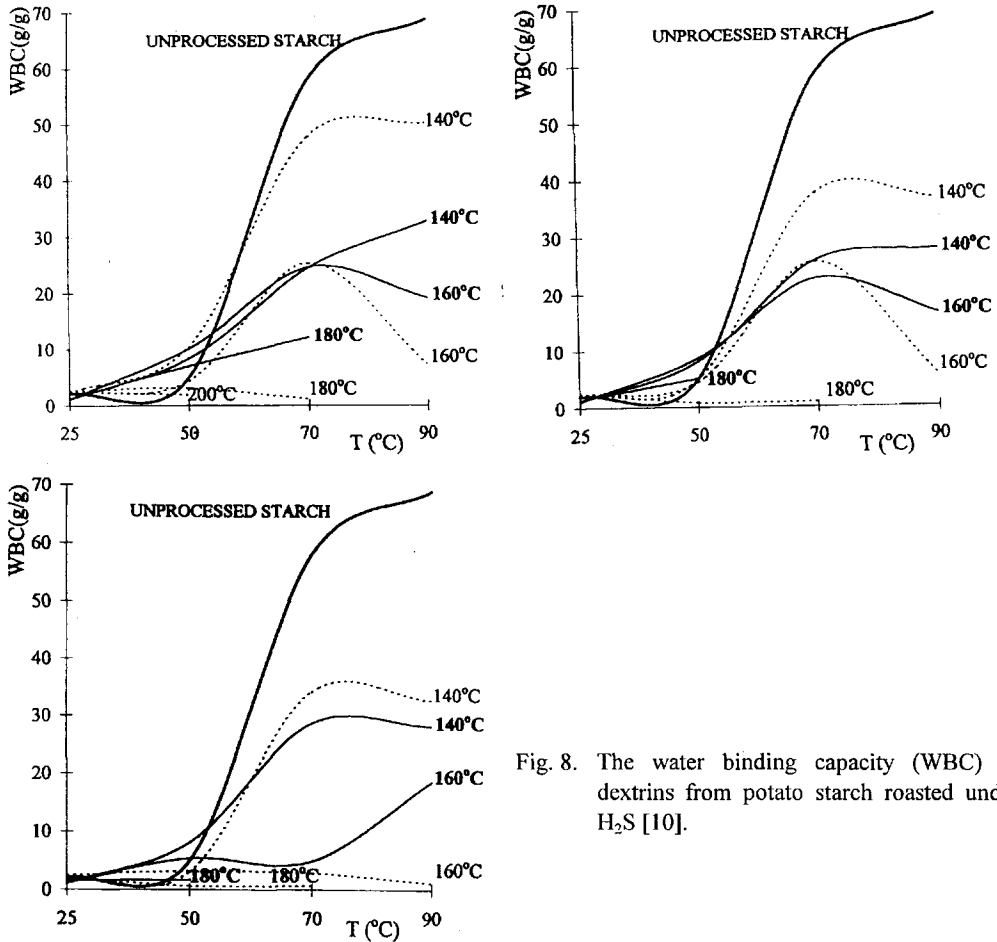 WBC(g/g)
70
60
50
40
30
20
10
0
UNPROCESSED STARCH
140°C
140°C
160°C
180°C
160°C
200°C
180°C
25
50
70
90
T (°C)
WBC(g/g)
70
60
50
40
30
20
10
0
UNPROCESSED STARCH
140°C
140°C
160°C
160°C
180°C
180°C
25
50
70
90
T (°C)
WBC(g/g)
70
60
50
40
30
20
10
0
UNPROCESSED STARCH
140°C
140°C
160°C
180°C
180°C
160°C
25
50
70
90
T (°C)
Fig. 8. The water binding capacity (WBC)
dextrins from potato starch roasted und
H₂S [10].